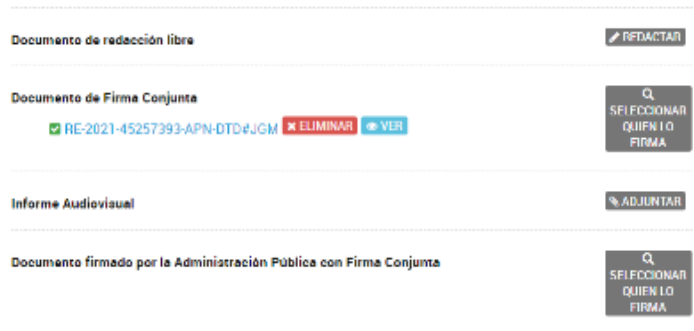 Documento de redacción libre
REDACTAR
Documento de Firma Conjunta
SELECCIONAR
QUIEN LO
FIRMA
RE-2021-45257393-APN-DTD#JGM ELIMINAR VER
Informe Audiovisual
ADJUNTAR
Documento firmado por la Administración Pública con Firma Conjunta
SELECCIONAR
QUIEN LO
FIRMA